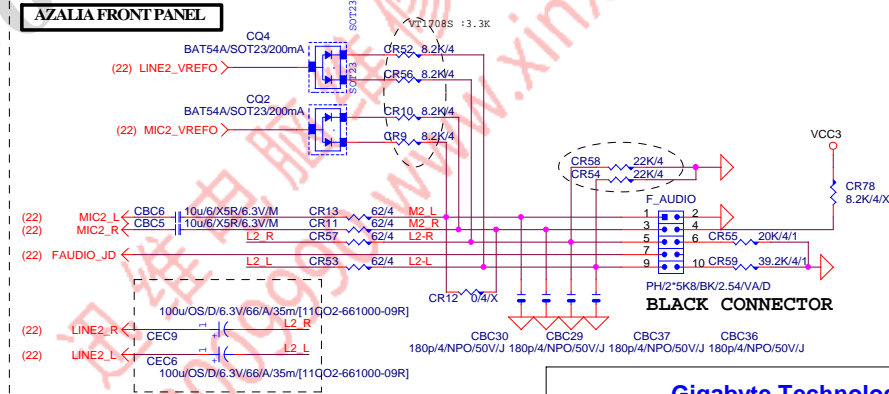 AZALIA FRONT PANEL
SOT23
VT1708S :3.3K
CQ4
BAT54A/SOT23/200mA
CR52 8.2K/4
(22) LINE2_VREFO
SOT23
CR56 8.2K/4
CQ2
BAT54A/SOT23/200mA
CR10 8.2K/4
(22) MIC2_VREFO
CR9 8.2K/4
VCC3
CR58 22K/4
CR54 22K/4
CR78
8.2K/4/X
F_AUDIO
(22) MIC2_L CBC6 10u/6/X5R/6.3V/M CR13 62/4 M2_L 1 2
(22) MIC2_R CBC5 10u/6/X5R/6.3V/M CR11 62/4 M2_R 3 4
L2_R CR57 62/4 L2-R 5 6 CR55 20K/4/1
(22) FAUDIO_JD 7
L2_L CR53 62/4 L2-L 9 10 CR59 39.2K/4/1
PH/2*5K8/BK/2.54/VA/D
BLACK CONNECTOR
CR12 0/4/X
100u/OS/D/6.3V/66/A/35m/[11CO2-661000-09R]
(22) LINE2_R 1 L2_R
CEC9 +
(22) LINE2_L 1 L2_L
CEC6 +
100u/OS/D/6.3V/66/A/35m/[11CO2-661000-09R]
CBC30 CBC29 CBC37 CBC36
180p/4/NPO/50V/J 180p/4/NPO/50V/J 180p/4/NPO/50V/J 180p/4/NPO/50V/J